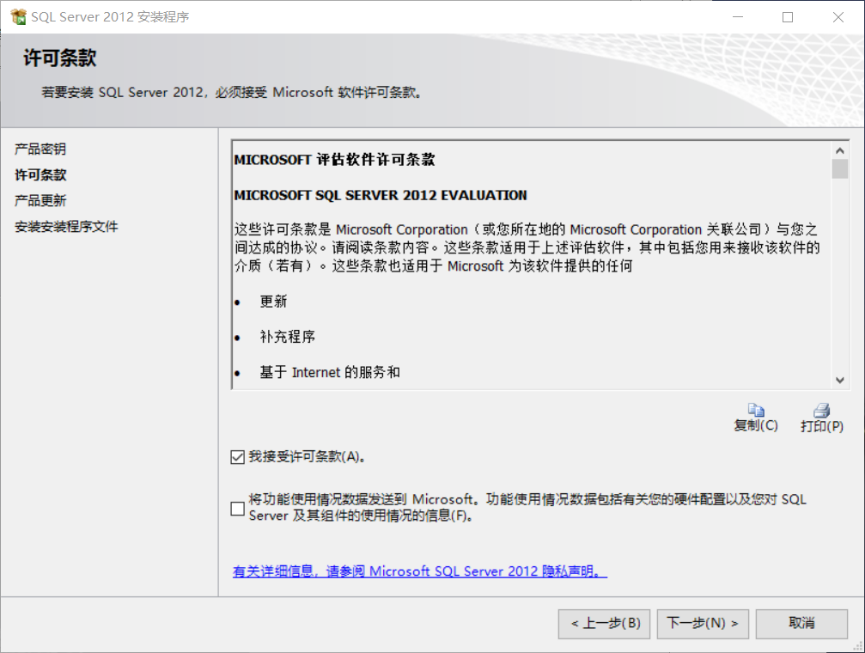 SQL Server 2012 安装程序
许可条款
若要安装 SQL Server 2012，必须接受 Microsoft 软件许可条款。
产品密钥
许可条款
产品更新
安装安装程序文件
MICROSOFT 评估软件许可条款
MICROSOFT SQL SERVER 2012 EVALUATION
这些许可条款是 Microsoft Corporation（或您所在地的 Microsoft Corporation 关联公司）与您之
间达成的协议。请阅读条款内容。这些条款适用于上述评估软件，其中包括您用来接收该软件的
介质（若有）。这些条款也适用于 Microsoft 为该软件提供的任何
• 更新
• 补充程序
• 基于 Internet 的服务和
复制(C) 打印(P)
我接受许可条款(A)。
将功能使用情况数据发送到 Microsoft。功能使用情况数据包括有关您的硬件配置以及您对 SQL
Server 及其组件的使用情况的信息(F)。
有关详细信息，请参阅 Microsoft SQL Server 2012 隐私声明。
< 上一步(B) 下一步(N) > 取消